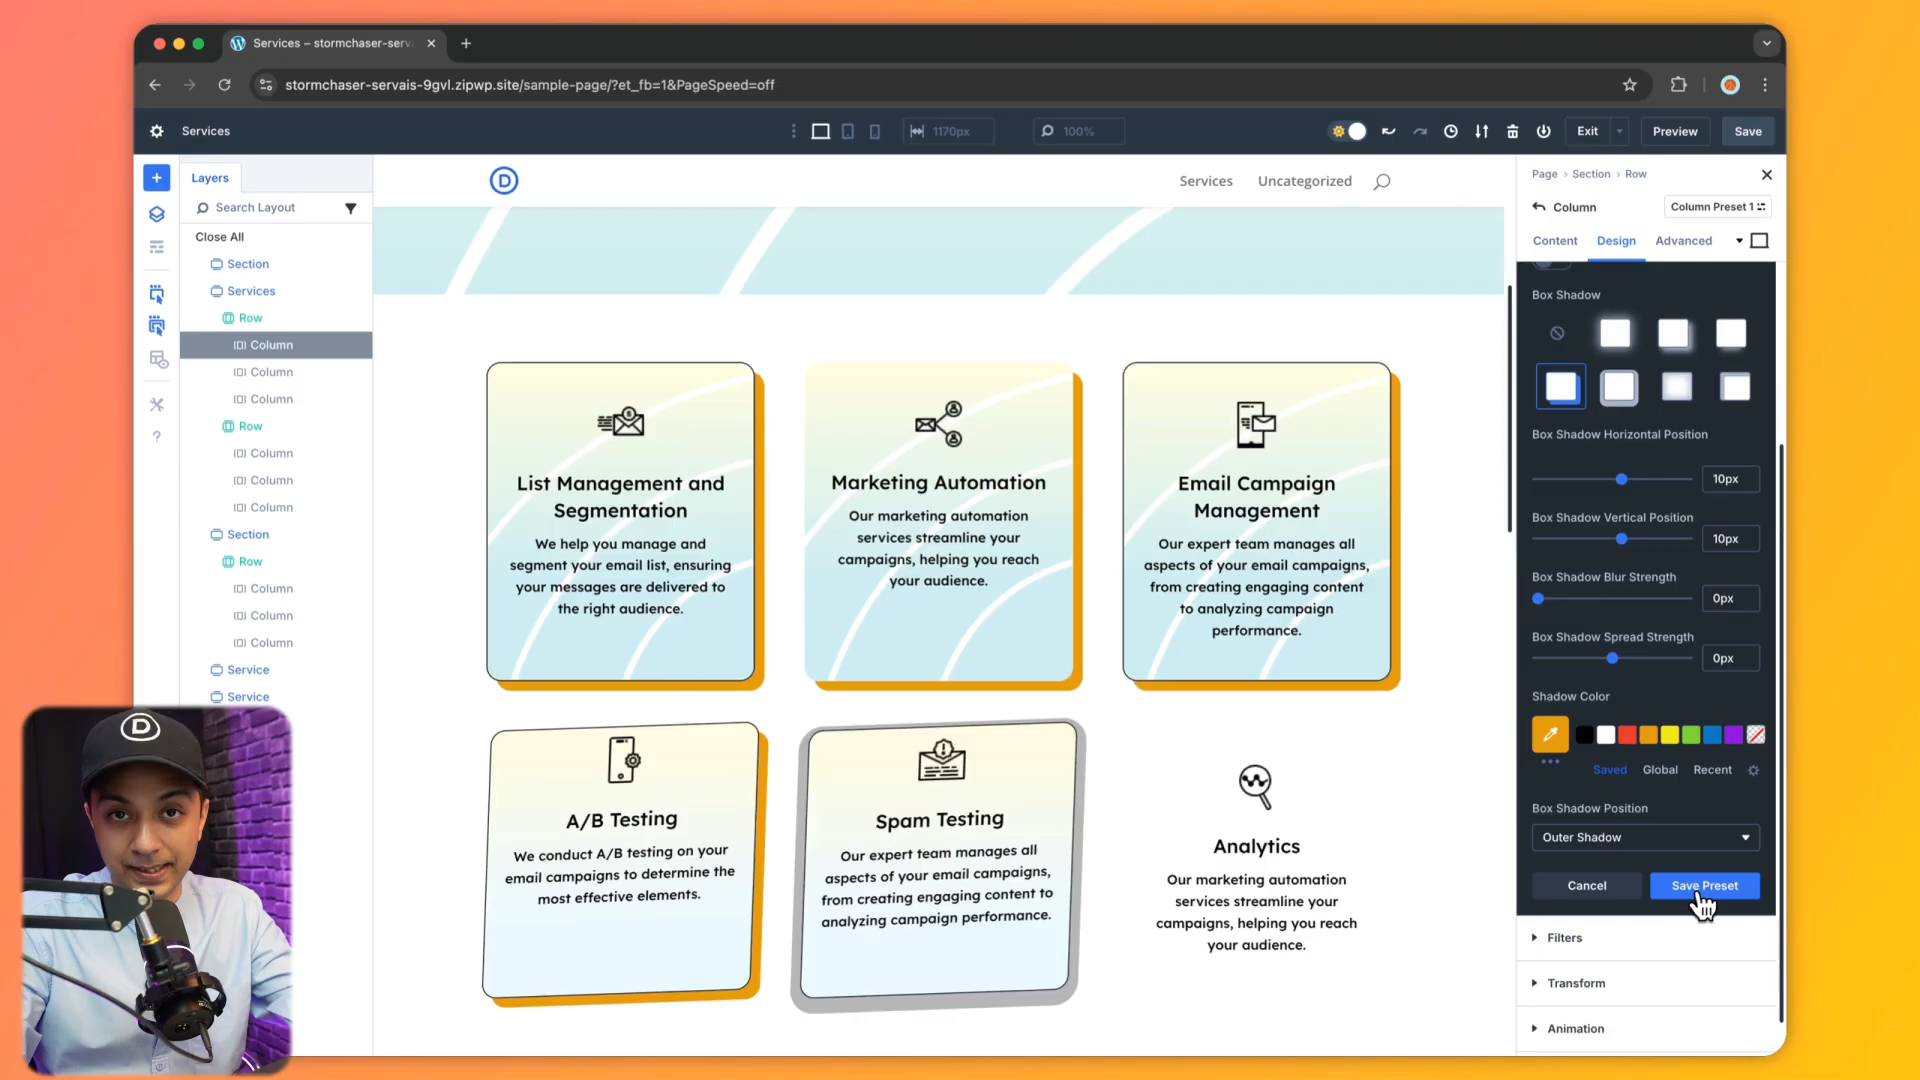 Services – stormchaser-serv
stormchaser-servais-9gvl.zipwp.site/sample-page/?et_fb=1&PageSpeed=off
Services
1170px
100%
Exit
Preview
Save
Layers
Search Layout
Close All
Section
Services
Row
Column
Column
Column
Row
Column
Column
Column
Section
Row
Column
Column
Column
Service
Service
D
Services
Uncategorized
List Management and
Segmentation
We help you manage and
segment your email list, ensuring
your messages are delivered to
the right audience.
Marketing Automation
Our marketing automation
services streamline your
campaigns, helping you reach
your audience.
Email Campaign
Management
Our expert team manages all
aspects of your email campaigns,
from creating engaging content
to analyzing campaign
performance.
A/B Testing
We conduct A/B testing on your
email campaigns to determine the
most effective elements.
Spam Testing
Our expert team manages all
aspects of your email campaigns,
from creating engaging content to
analyzing campaign performance.
Analytics
Our marketing automation
services streamline your
campaigns, helping you reach
your audience.
Page › Section › Row
Column
Column Preset 1
Content
Design
Advanced
Box Shadow
Box Shadow Horizontal Position
10px
Box Shadow Vertical Position
10px
Box Shadow Blur Strength
0px
Box Shadow Spread Strength
0px
Shadow Color
Saved
Global
Recent
Box Shadow Position
Outer Shadow
Cancel
Save Preset
Filters
Transform
Animation
D